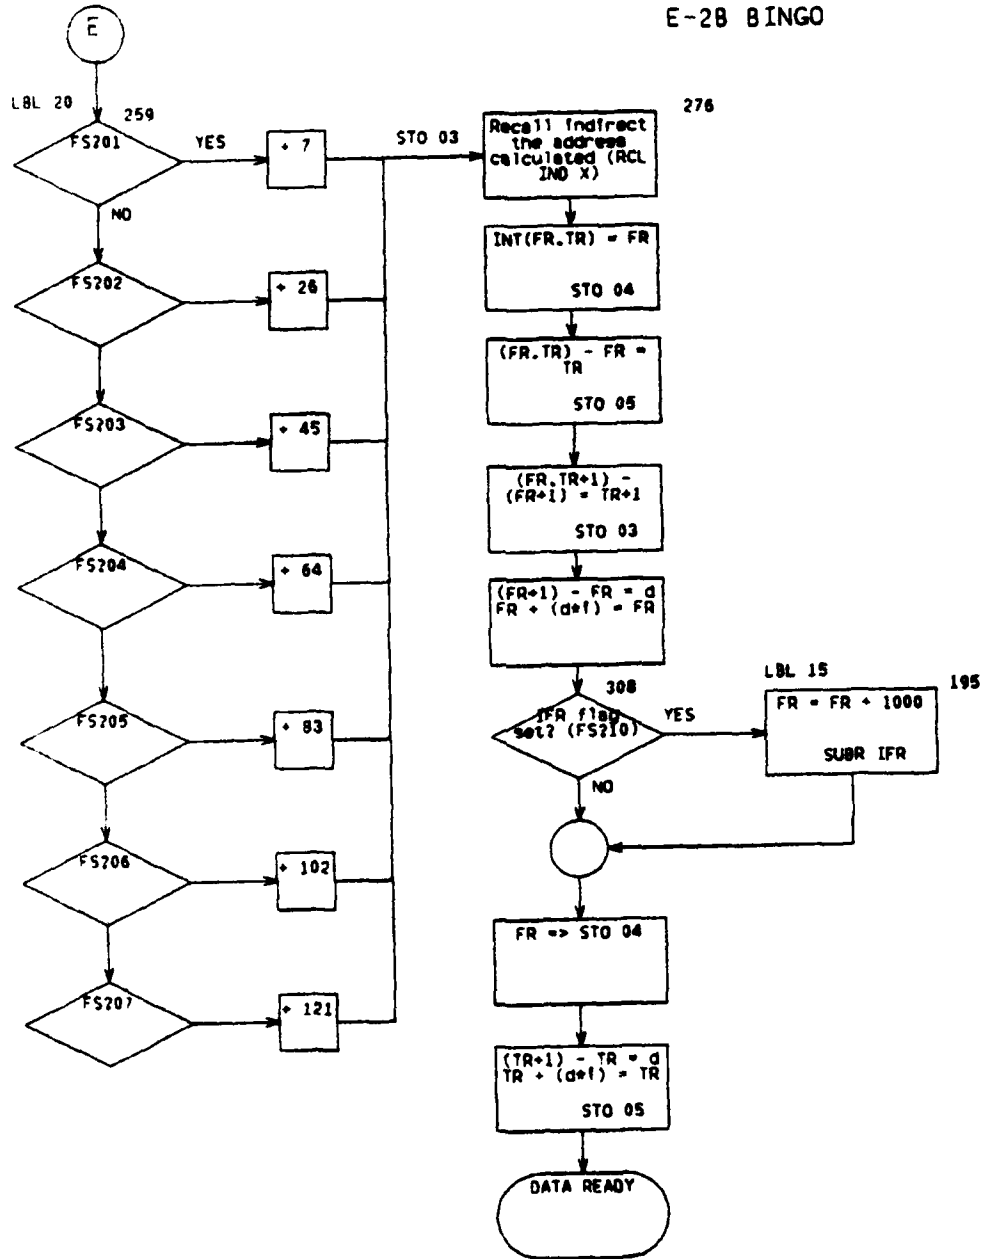 E-2B BINGO
E
LBL 20
259
FS?01
YES
+ 7
STO 03
NO
FS?02
+ 26
FS?03
+ 45
FS?04
+ 64
FS?05
+ 83
FS?06
+ 102
FS?07
+ 121
276
Recall indirect
the address
calculated (RCL
IND X)
INT(FR.TR) = FR
STO 04
(FR.TR) - FR =
TR
STO 05
(FR.TR+1) -
(FR+1) = TR+1
STO 03
(FR+1) - FR = d
FR + (d*f) = FR
308
IFR flag
set? (FS?10)
YES
NO
LBL 15
195
FR = FR + 1000
SUBR IFR
FR => STO 04
(TR+1) - TR = d
TR + (d*f) = TR
STO 05
DATA READY